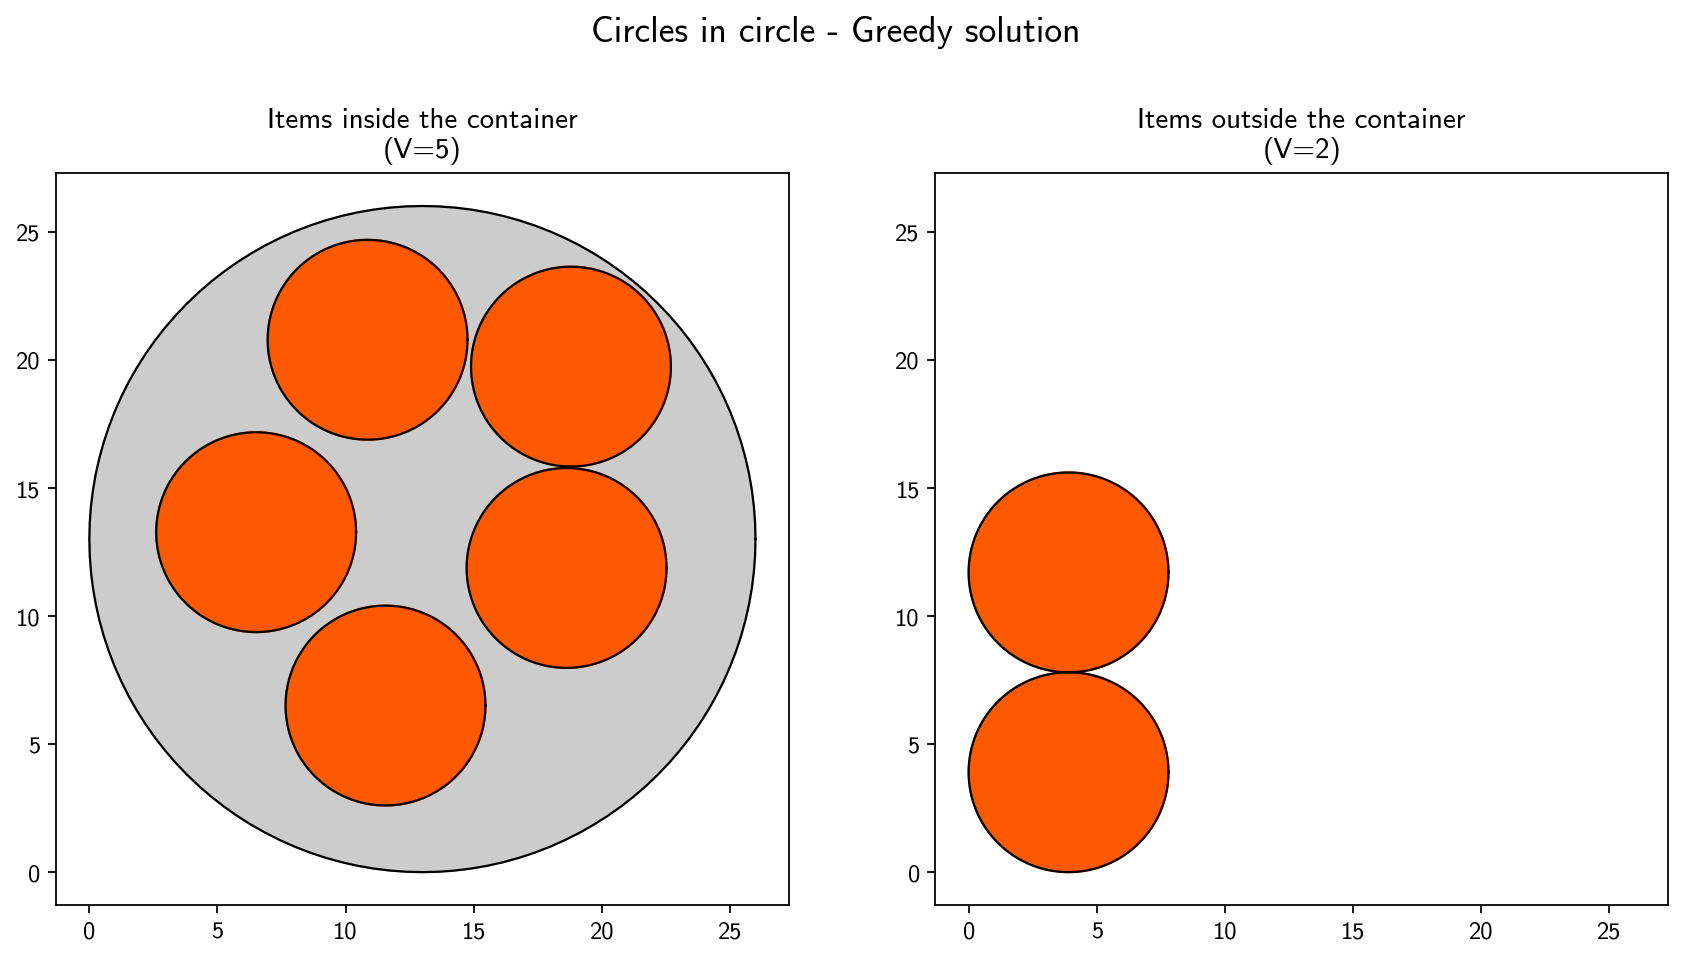 Circles in circle - Greedy solution
Items inside the container
(V=5)
25
20
15
10
5
0
0 5 10 15 20 25
Items outside the container
(V=2)
25
20
15
10
5
0
0 5 10 15 20 25